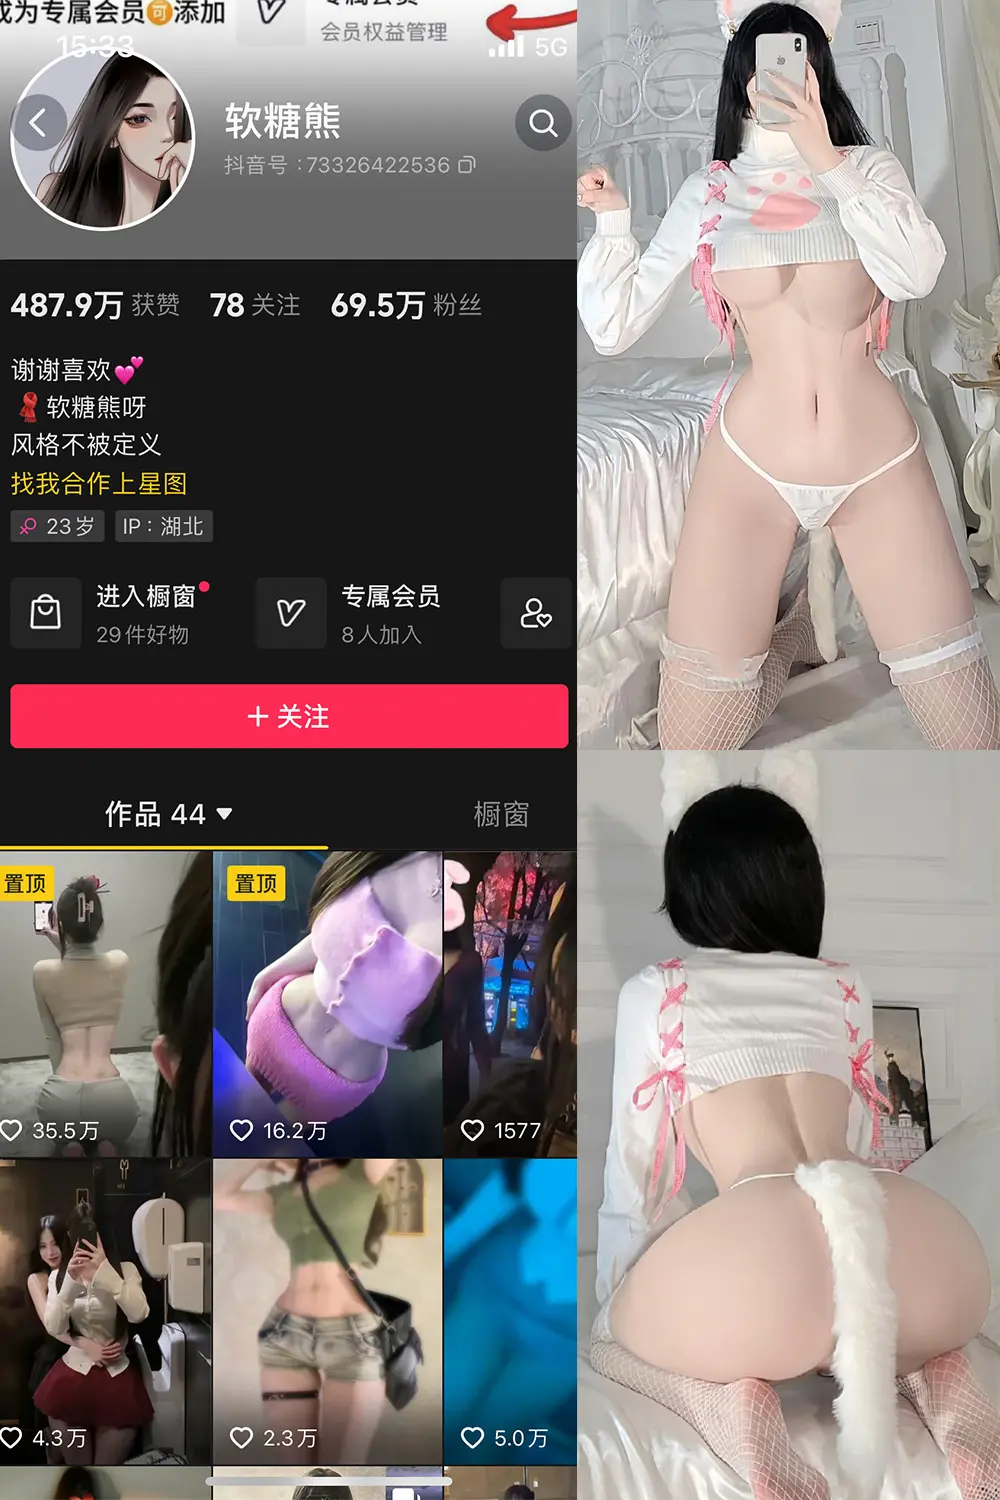 成为专属会员可添加
会员权益管理
15:33
5G
软糖熊
抖音号：73326422536
487.9万 获赞 78 关注 69.5万 粉丝
谢谢喜欢💕
🧣软糖熊呀
风格不被定义
找我合作上星图
23岁 IP：湖北
进入橱窗 专属会员
29件好物 8人加入
+ 关注
作品 44 橱窗
置顶 置顶
35.5万 16.2万 1577
4.3万 2.3万 5.0万